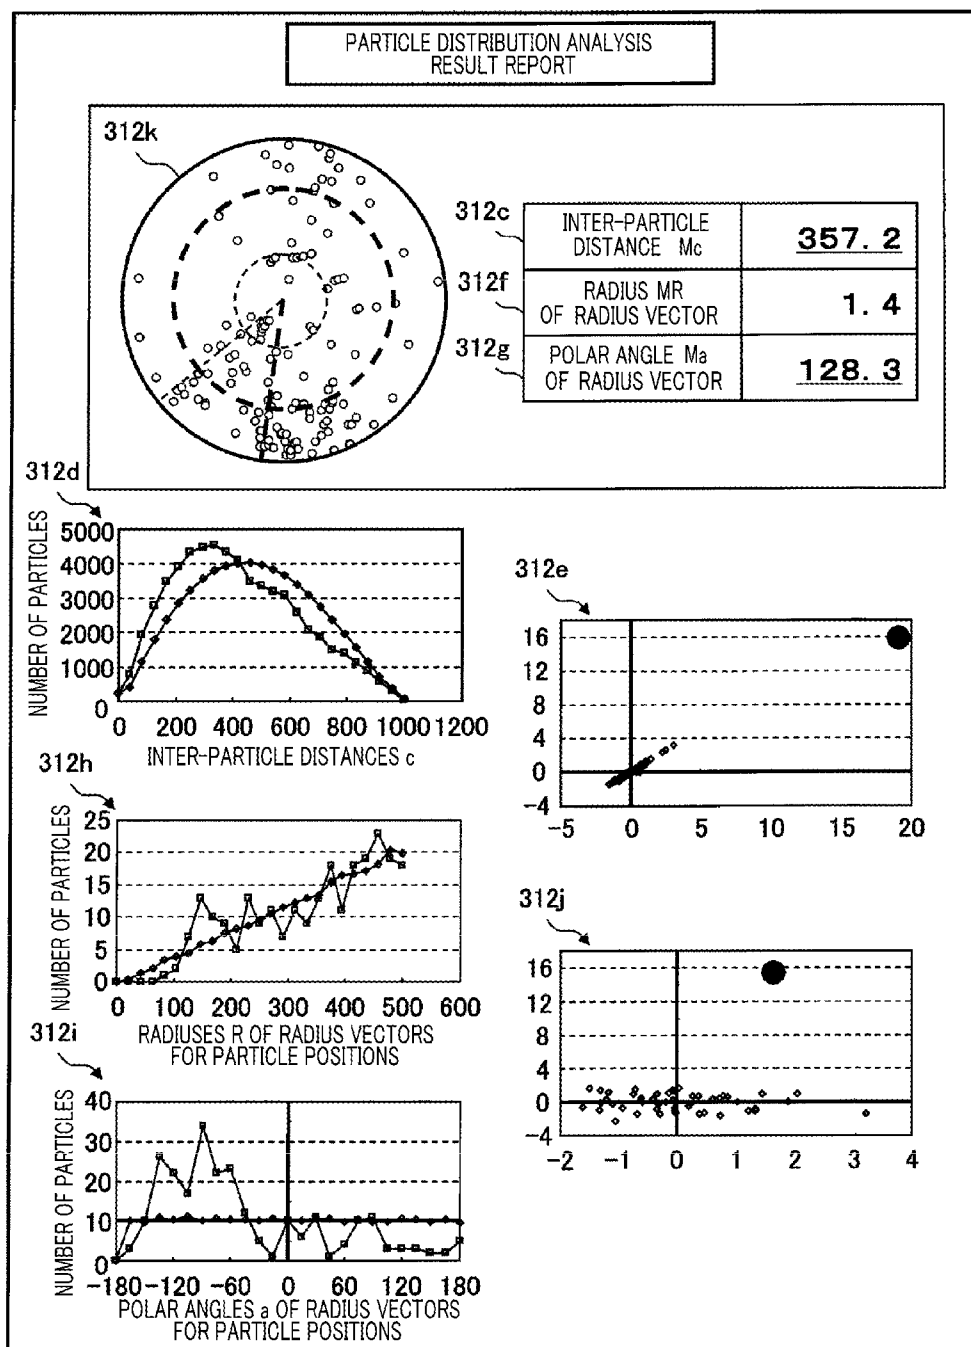 PARTICLE DISTRIBUTION ANALYSIS
RESULT REPORT
312k
312c
INTER-PARTICLE
DISTANCE Mc
357. 2
312f
RADIUS MR
OF RADIUS VECTOR
1. 4
312g
POLAR ANGLE Ma
OF RADIUS VECTOR
128. 3
312d
NUMBER OF PARTICLES
5000
4000
3000
2000
1000
0
0 200 400 600 800 1000 1200
INTER-PARTICLE DISTANCES c
312e
16
12
8
4
0
-4
-5 0 5 10 15 20
312h
NUMBER OF PARTICLES
25
20
15
10
5
0
0 100 200 300 400 500 600
RADIUSES R OF RADIUS VECTORS
FOR PARTICLE POSITIONS
312j
16
12
8
4
0
-4
-2 -1 0 1 2 3 4
312i
NUMBER OF PARTICLES
40
30
20
10
0
-180 -120 -60 0 60 120 180
POLAR ANGLES a OF RADIUS VECTORS
FOR PARTICLE POSITIONS